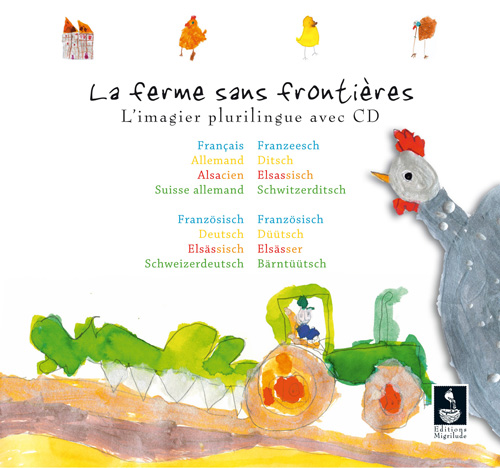 La ferme sans frontières
L'imagier plurilingue avec CD
Français Franzeesch
Allemand Ditsch
Alsacien Elsassisch
Suisse allemand Schwitzerditsch
Französisch Französisch
Deutsch Düütsch
Elsässisch Elsässer
Schweizerdeutsch Bärntüütsch
Editions
Migrilude